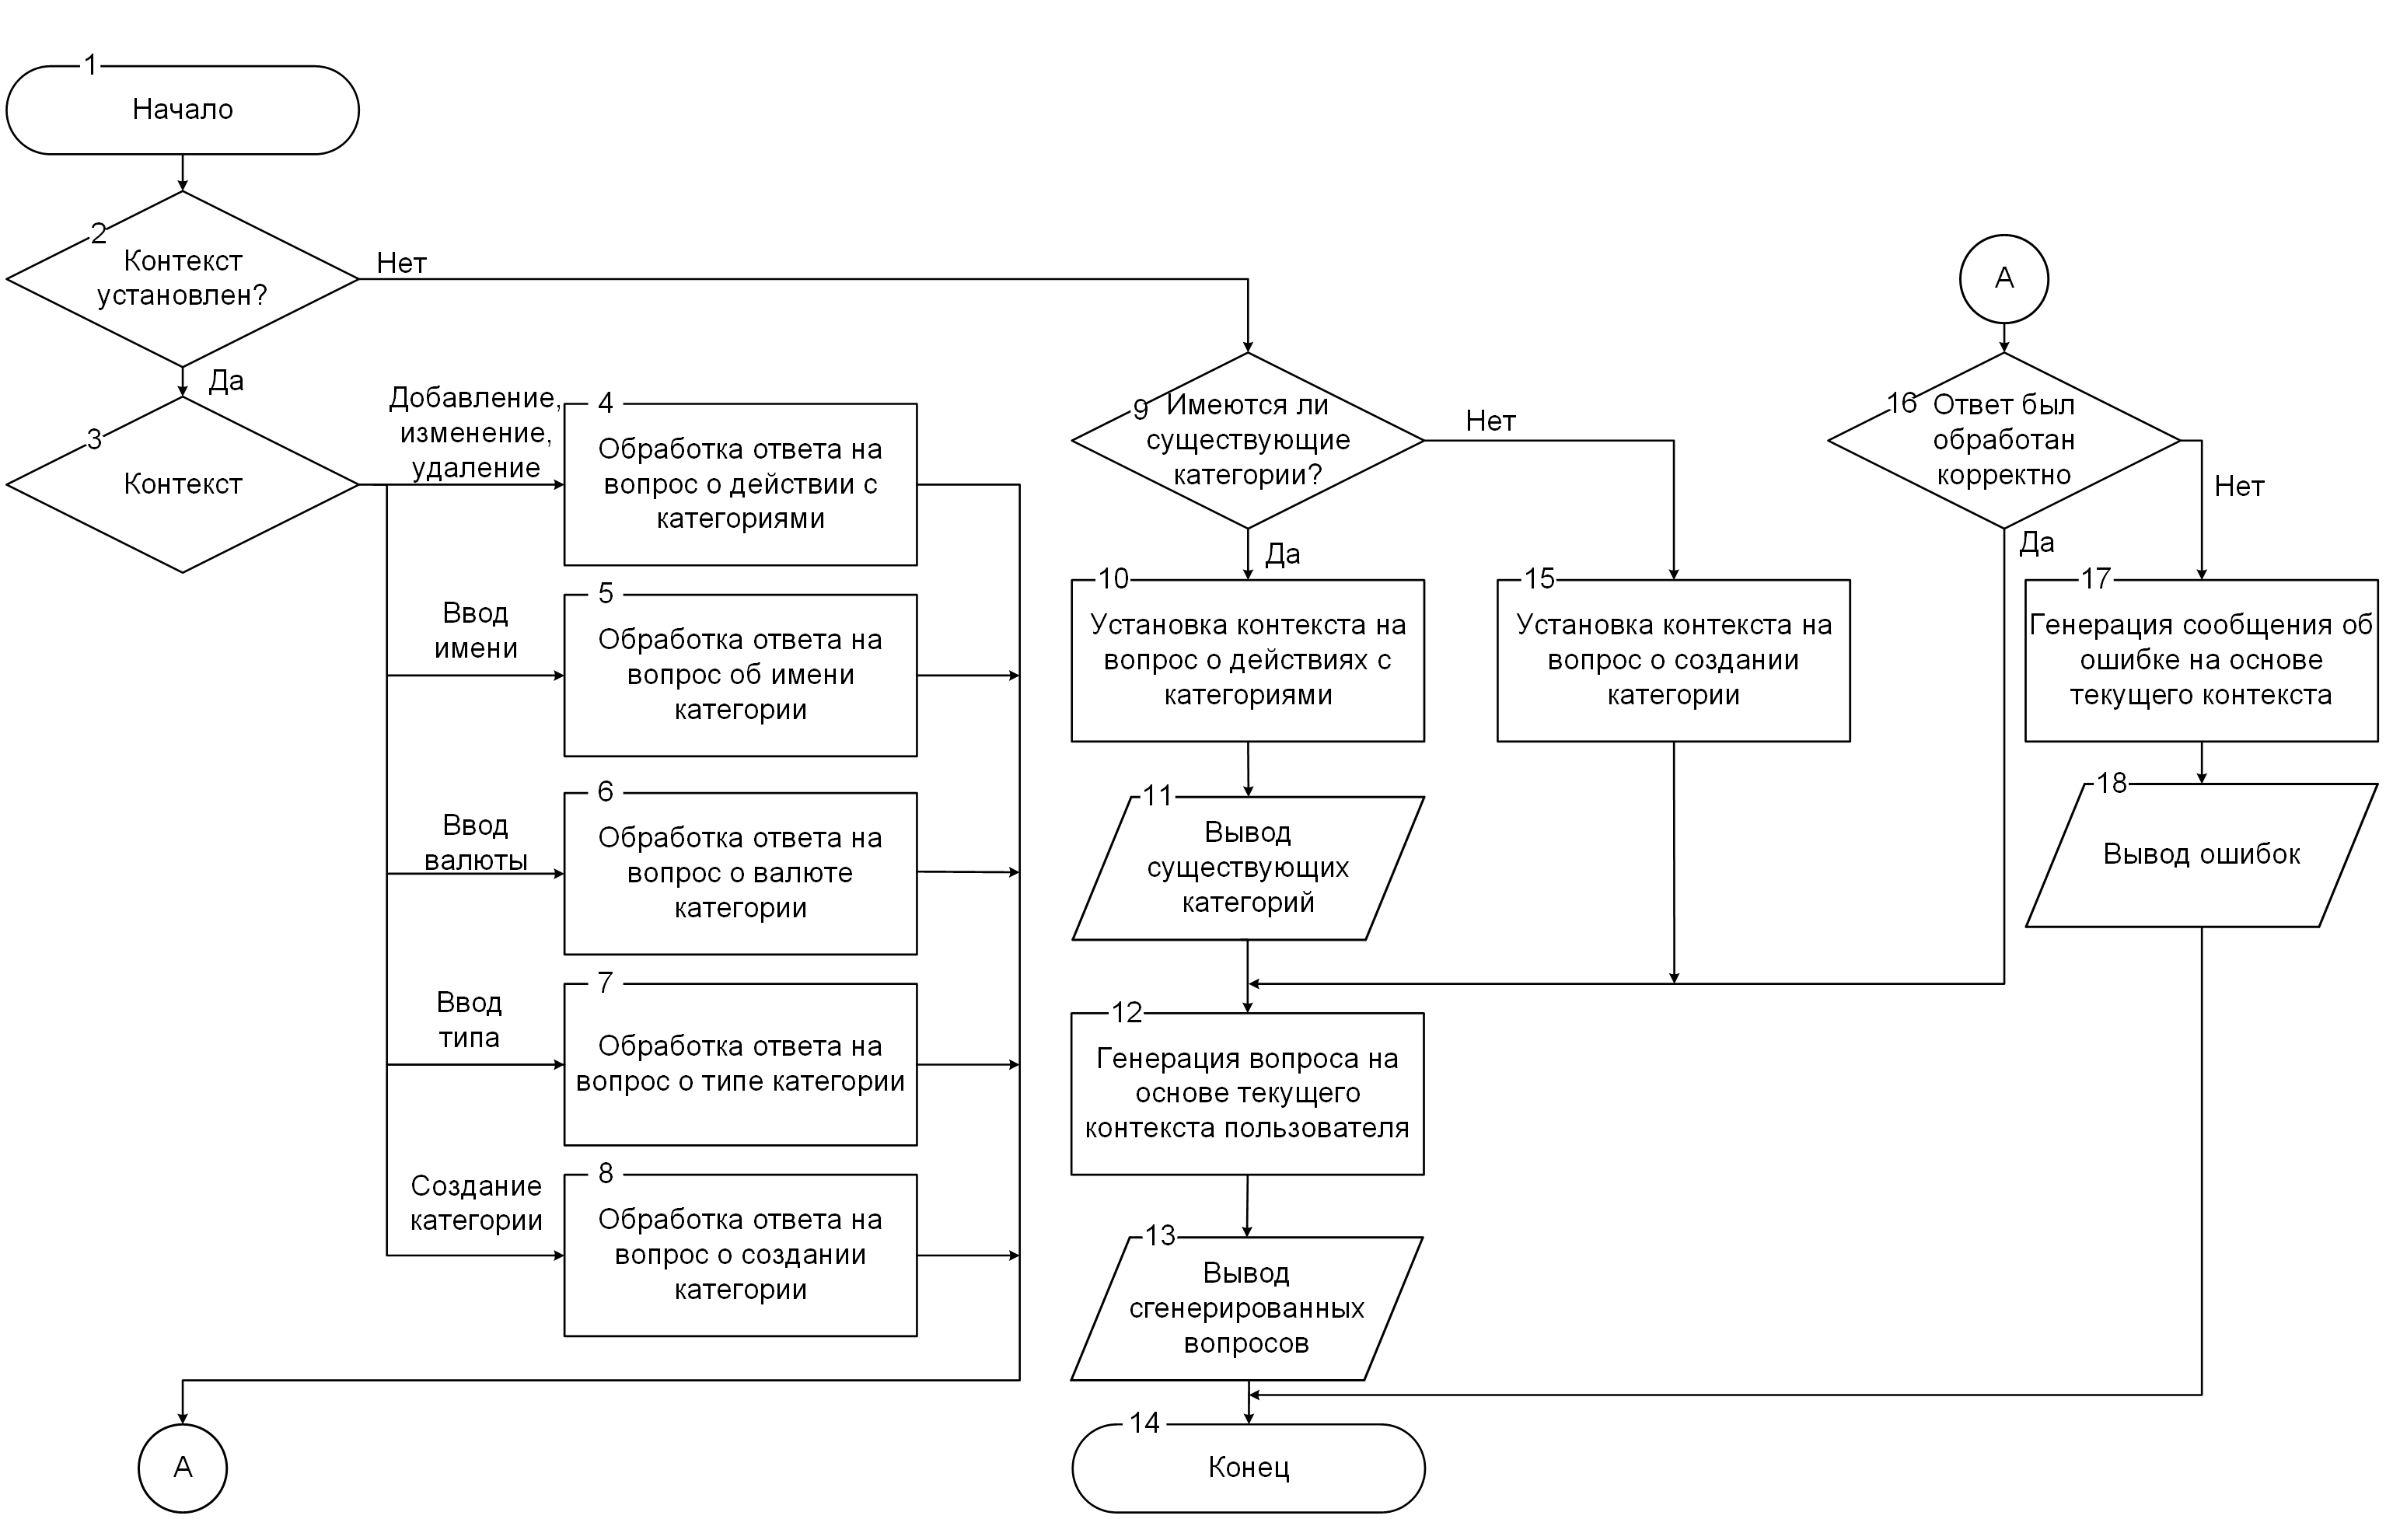 1
Начало
2
Контекст
установлен?
Нет
Да
3
Контекст
Добавление,
изменение,
удаление
4
Обработка ответа на
вопрос о действии с
категориями
Ввод
имени
5
Обработка ответа на
вопрос об имени
категории
Ввод
валюты
6
Обработка ответа на
вопрос о валюте
категории
Ввод
типа
7
Обработка ответа на
вопрос о типе категории
Создание
категории
8
Обработка ответа на
вопрос о создании
категории
А
9
Имеются ли
существующие
категории?
Нет
Да
10
Установка контекста на
вопрос о действиях с
категориями
11
Вывод
существующих
категорий
12
Генерация вопроса на
основе текущего
контекста пользователя
13
Вывод
сгенерированных
вопросов
14
Конец
15
Установка контекста на
вопрос о создании
категории
А
16
Ответ был
обработан
корректно
Нет
Да
17
Генерация сообщения об
ошибке на основе
текущего контекста
18
Вывод ошибок